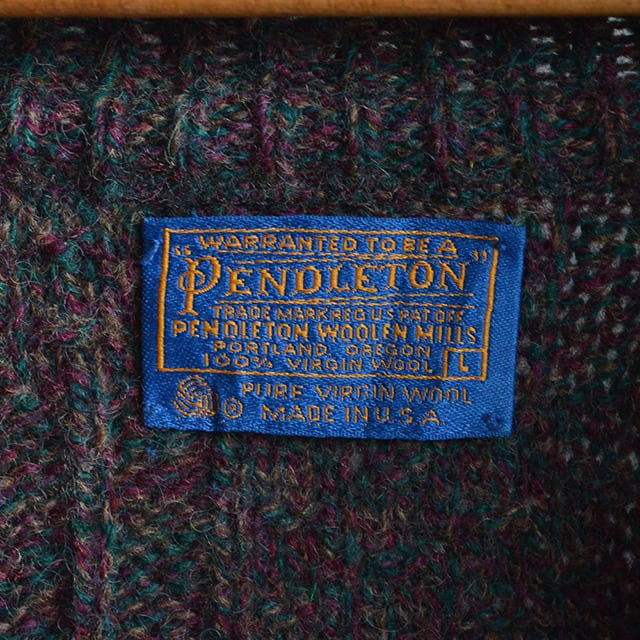 WARRANTED TO BE A
"PENDLETON"
TRADE MARK REG U.S. PAT OFF.
PENDLETON WOOLEN MILLS
PORTLAND, OREGON
100% VIRGIN WOOL L
® PURE VIRGIN WOOL
MADE IN U.S.A.